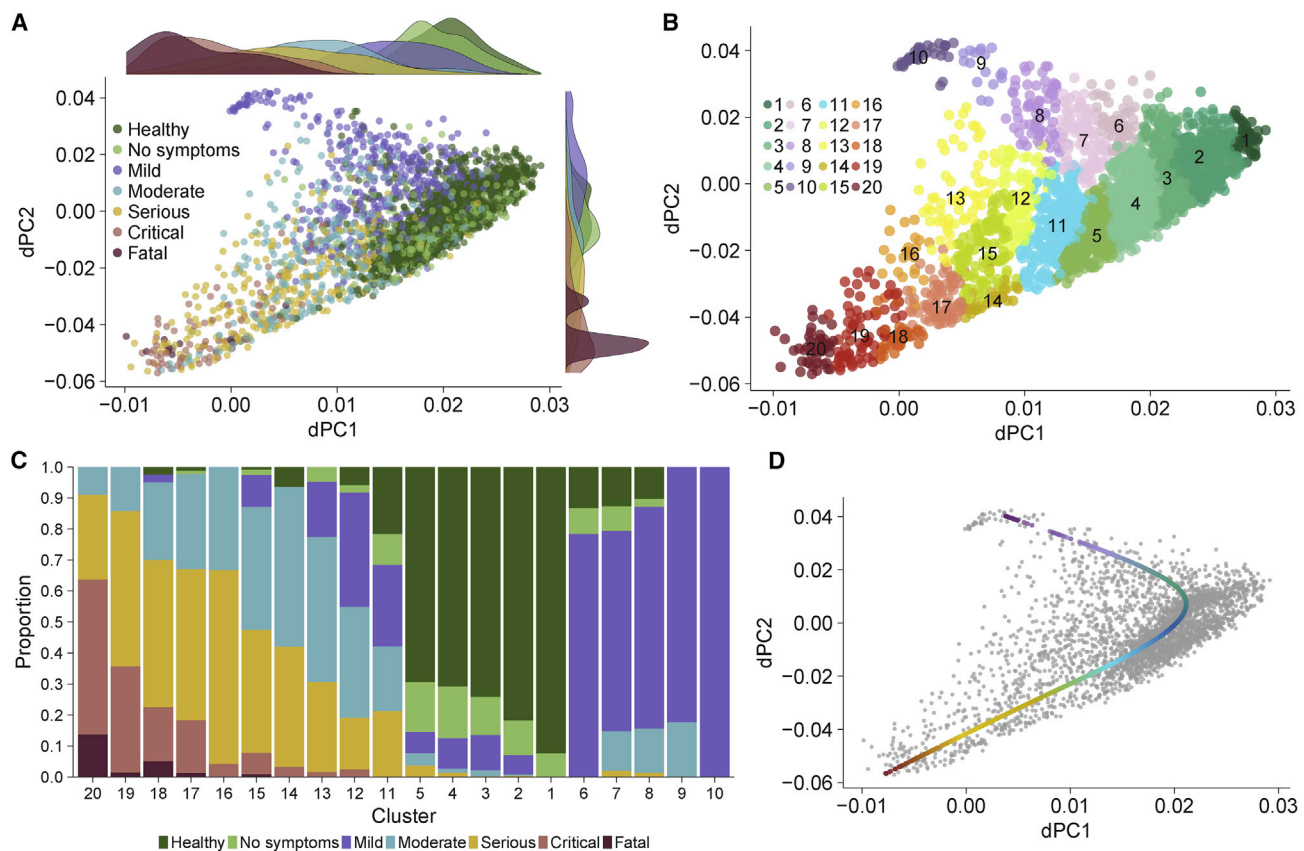 A
dPC2
0.04
0.02
0.00
−0.02
−0.04
−0.06
Healthy
No symptoms
Mild
Moderate
Serious
Critical
Fatal
−0.01 0.00 0.01 0.02 0.03
dPC1
B
dPC2
0.04
0.02
0.00
−0.02
−0.04
−0.06
1 6 11 16
2 7 12 17
3 8 13 18
4 9 14 19
5 10 15 20
10
9
8
7
6
1
2
3
4
5
11
12
13
15
14
16
17
18
19
20
−0.01 0.00 0.01 0.02 0.03
dPC1
C
Proportion
1.0
0.9
0.8
0.7
0.6
0.5
0.4
0.3
0.2
0.1
0.0
20 19 18 17 16 15 14 13 12 11 5 4 3 2 1 6 7 8 9 10
Cluster
Healthy No symptoms Mild Moderate Serious Critical Fatal
D
dPC2
0.04
0.02
0.00
−0.02
−0.04
−0.06
−0.01 0.00 0.01 0.02 0.03
dPC1